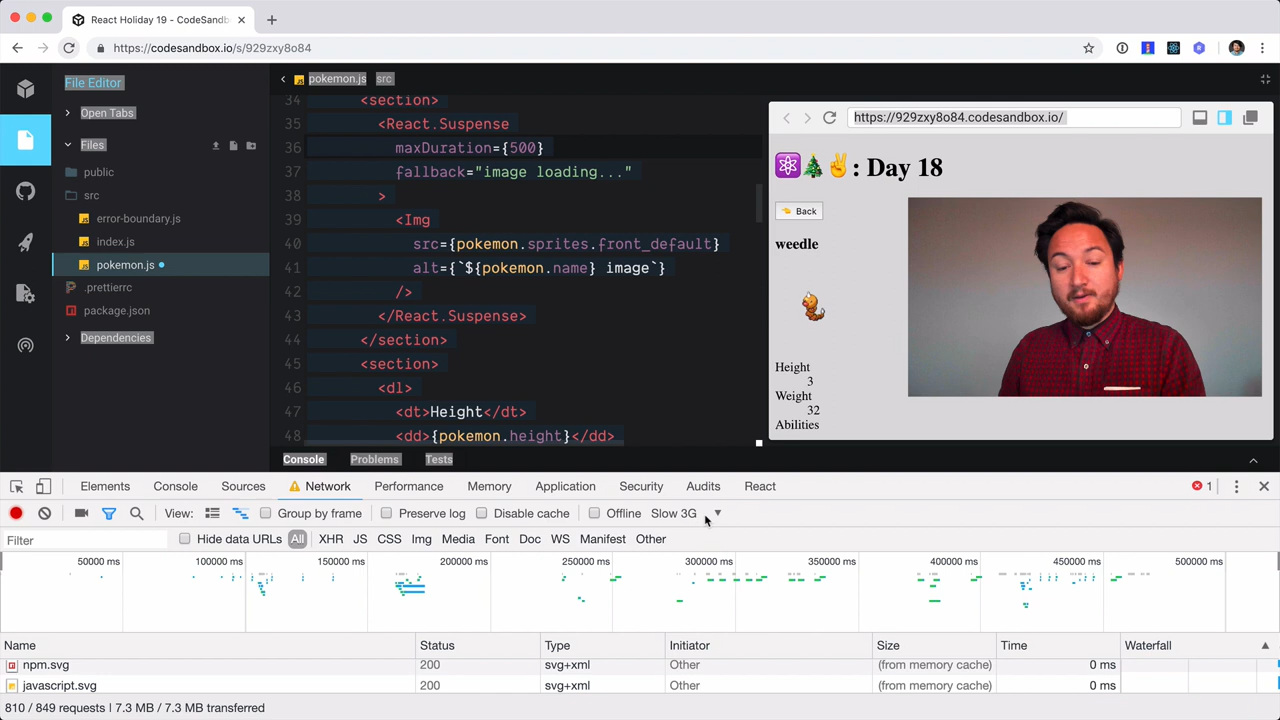 React Holiday 19 - CodeSandb
https://codesandbox.io/s/929zxy8o84
File Editor
Open Tabs
Files
public
src
error-boundary.js
index.js
pokemon.js
.prettierrc
package.json
Dependencies
pokemon.js src
34 <section>
35 <React.Suspense
36 maxDuration={500}
37 fallback="image loading..."
38 >
39 <Img
40 src={pokemon.sprites.front_default}
41 alt={`${pokemon.name} image`}
42 />
43 </React.Suspense>
44 </section>
45 <section>
46 <dl>
47 <dt>Height</dt>
48 <dd>{pokemon.height}</dd>
https://929zxy8o84.codesandbox.io/
⚛️🎄✌️: Day 18
👈 Back
weedle
Height
3
Weight
32
Abilities
Console Problems Tests
Elements Console Sources Network Performance Memory Application Security Audits React 1
View: Group by frame Preserve log Disable cache Offline Slow 3G
Filter Hide data URLs All XHR JS CSS Img Media Font Doc WS Manifest Other
50000 ms 100000 ms 150000 ms 200000 ms 250000 ms 300000 ms 350000 ms 400000 ms 450000 ms 500000 ms
Name Status Type Initiator Size Time Waterfall
npm.svg 200 svg+xml Other (from memory cache) 0 ms
javascript.svg 200 svg+xml Other (from memory cache) 0 ms
810 / 849 requests | 7.3 MB / 7.3 MB transferred